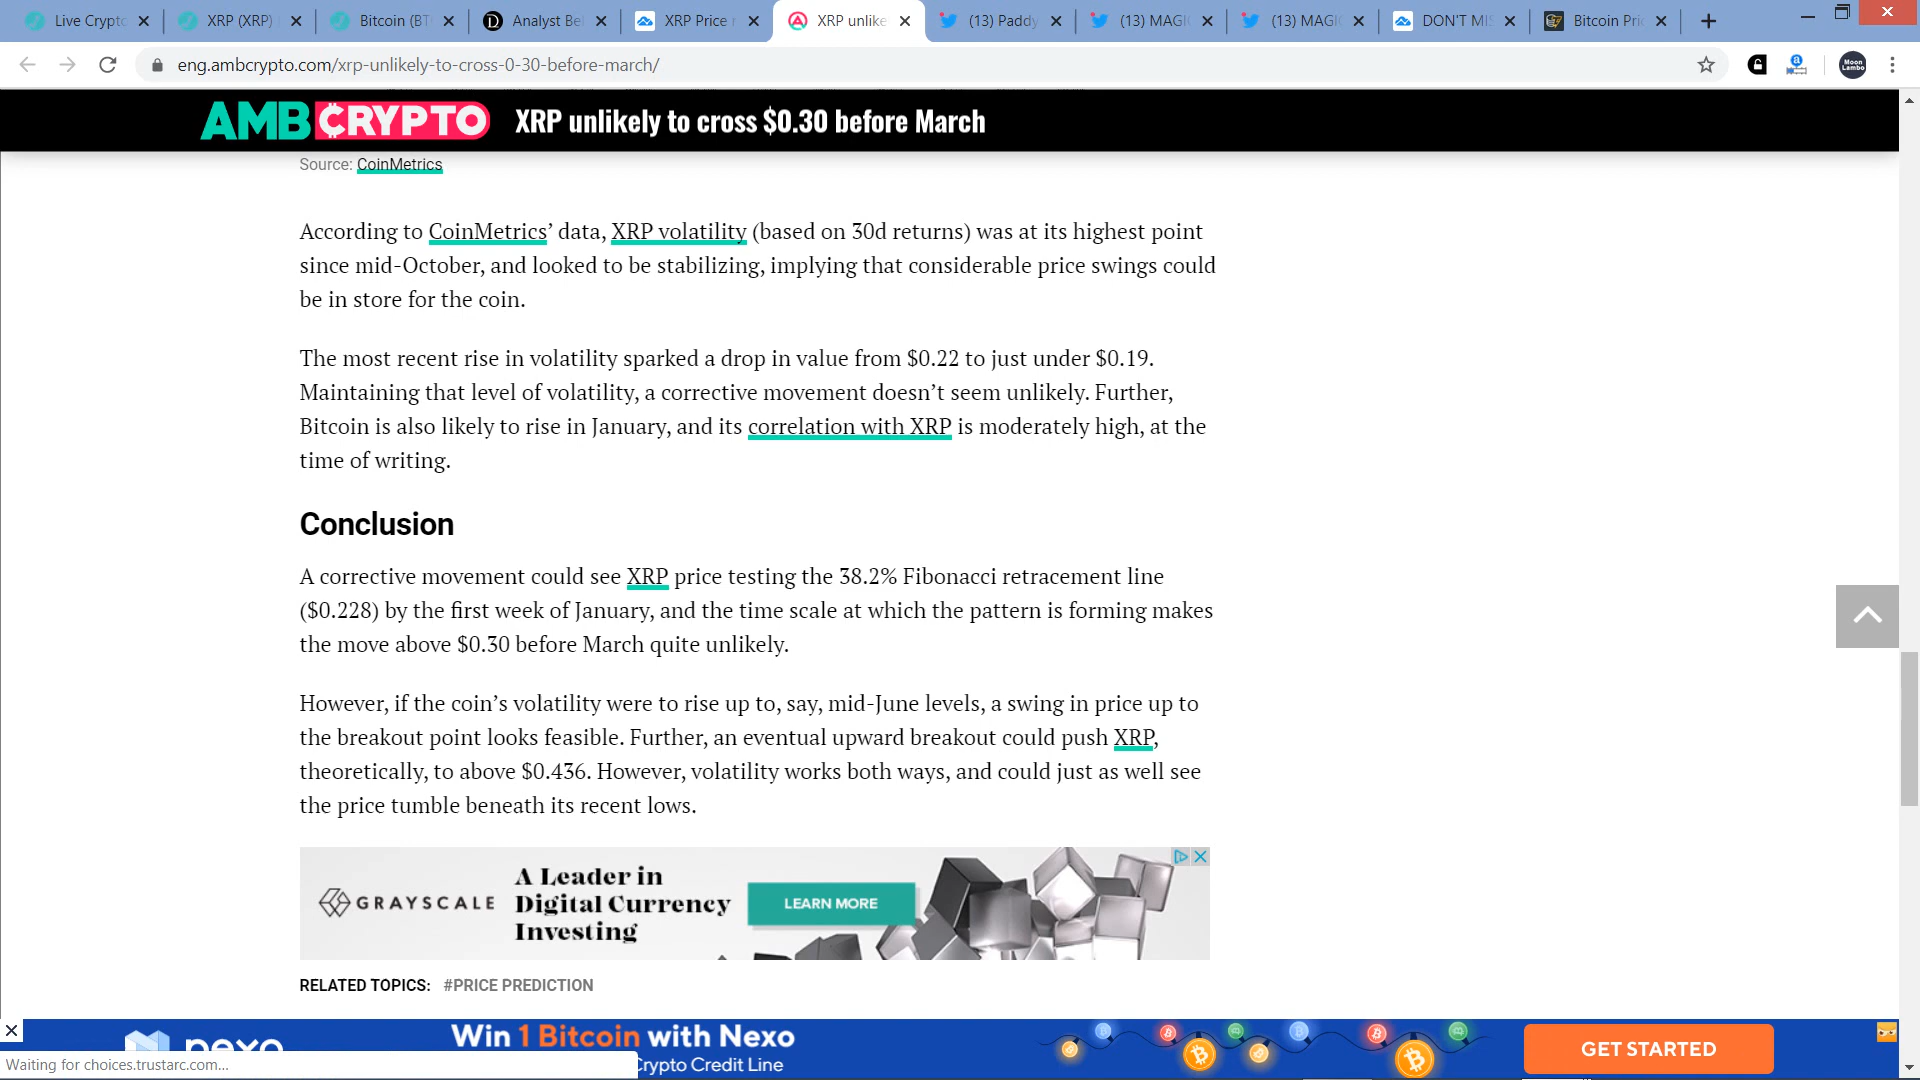 Live Crypto
XRP (XRP)
Bitcoin (BT
Analyst Be
XRP Price
XRP unlike
(13) Paddy
(13) MAGI
(13) MAGI
DON'T MIS
Bitcoin Pri
eng.ambcrypto.com/xrp-unlikely-to-cross-0-30-before-march/
Moon Lambo
AMBCRYPTO XRP unlikely to cross $0.30 before March
Source: CoinMetrics
According to CoinMetrics’ data, XRP volatility (based on 30d returns) was at its highest point
since mid-October, and looked to be stabilizing, implying that considerable price swings could
be in store for the coin.
The most recent rise in volatility sparked a drop in value from $0.22 to just under $0.19.
Maintaining that level of volatility, a corrective movement doesn’t seem unlikely. Further,
Bitcoin is also likely to rise in January, and its correlation with XRP is moderately high, at the
time of writing.
Conclusion
A corrective movement could see XRP price testing the 38.2% Fibonacci retracement line
($0.228) by the first week of January, and the time scale at which the pattern is forming makes
the move above $0.30 before March quite unlikely.
However, if the coin’s volatility were to rise up to, say, mid-June levels, a swing in price up to
the breakout point looks feasible. Further, an eventual upward breakout could push XRP,
theoretically, to above $0.436. However, volatility works both ways, and could just as well see
the price tumble beneath its recent lows.
GRAYSCALE
A Leader in
Digital Currency
Investing
LEARN MORE
RELATED TOPICS: #PRICE PREDICTION
nexo
Win 1 Bitcoin with Nexo
Crypto Credit Line
GET STARTED
Waiting for choices.trustarc.com...